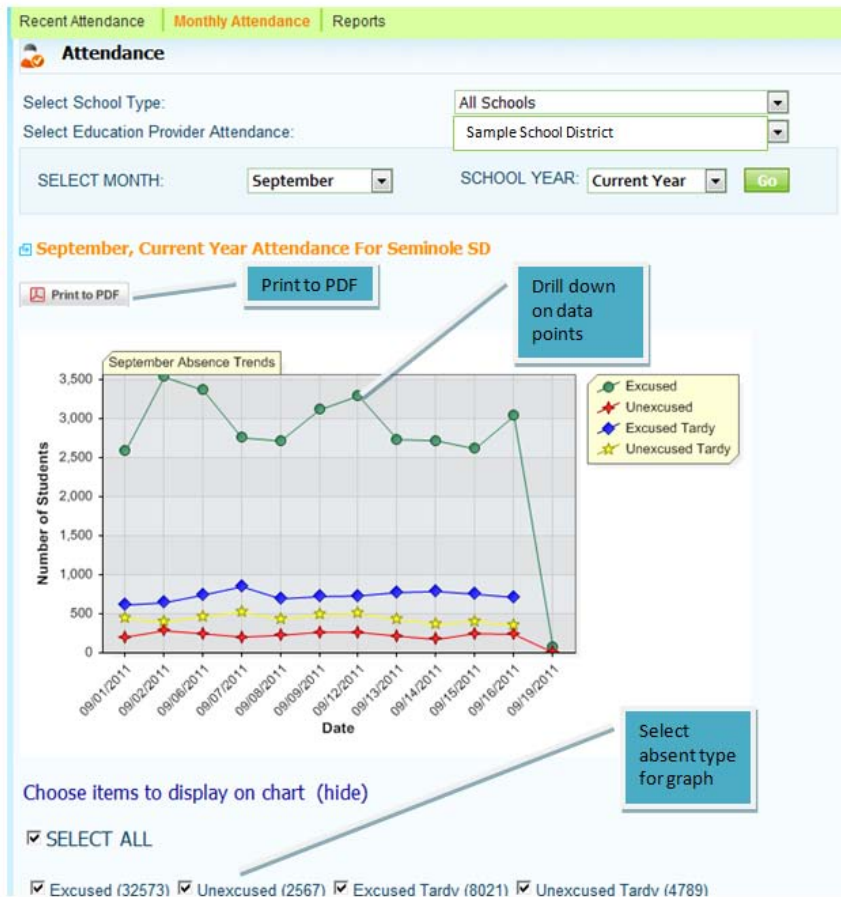 Recent Attendance Monthly Attendance Reports
Attendance
Select School Type: All Schools
Select Education Provider Attendance: Sample School District
SELECT MONTH: September SCHOOL YEAR: Current Year Go
September, Current Year Attendance For Seminole SD
Print to PDF
Print to PDF
Drill down
on data
points
September Absence Trends
3,500
3,000
2,500
2,000
1,500
1,000
500
0
Number of Students
Excused
Unexcused
Excused Tardy
Unexcused Tardy
09/01/2011 09/02/2011 09/06/2011 09/07/2011 09/08/2011 09/09/2011 09/12/2011 09/13/2011 09/14/2011 09/15/2011 09/16/2011 09/19/2011
Date
Select
absent type
for graph
Choose items to display on chart (hide)
SELECT ALL
Excused (32573) Unexcused (2567) Excused Tardy (8021) Unexcused Tardy (4789)